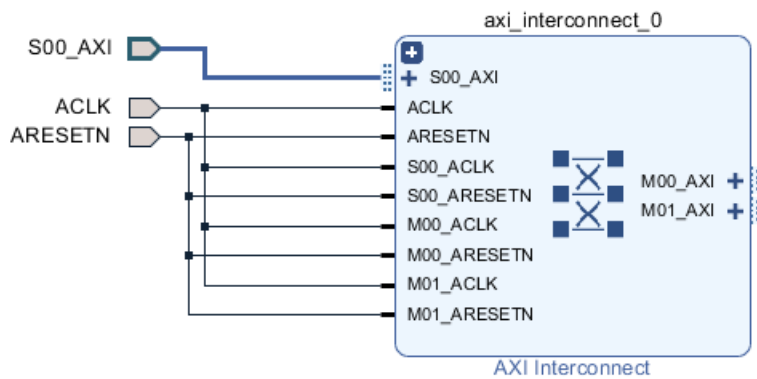 axi_interconnect_0
S00_AXI
ACLK
ARESETN
S00_AXI
ACLK
ARESETN
S00_ACLK
S00_ARESETN
M00_ACLK
M00_ARESETN
M01_ACLK
M01_ARESETN
M00_AXI
M01_AXI
AXI Interconnect